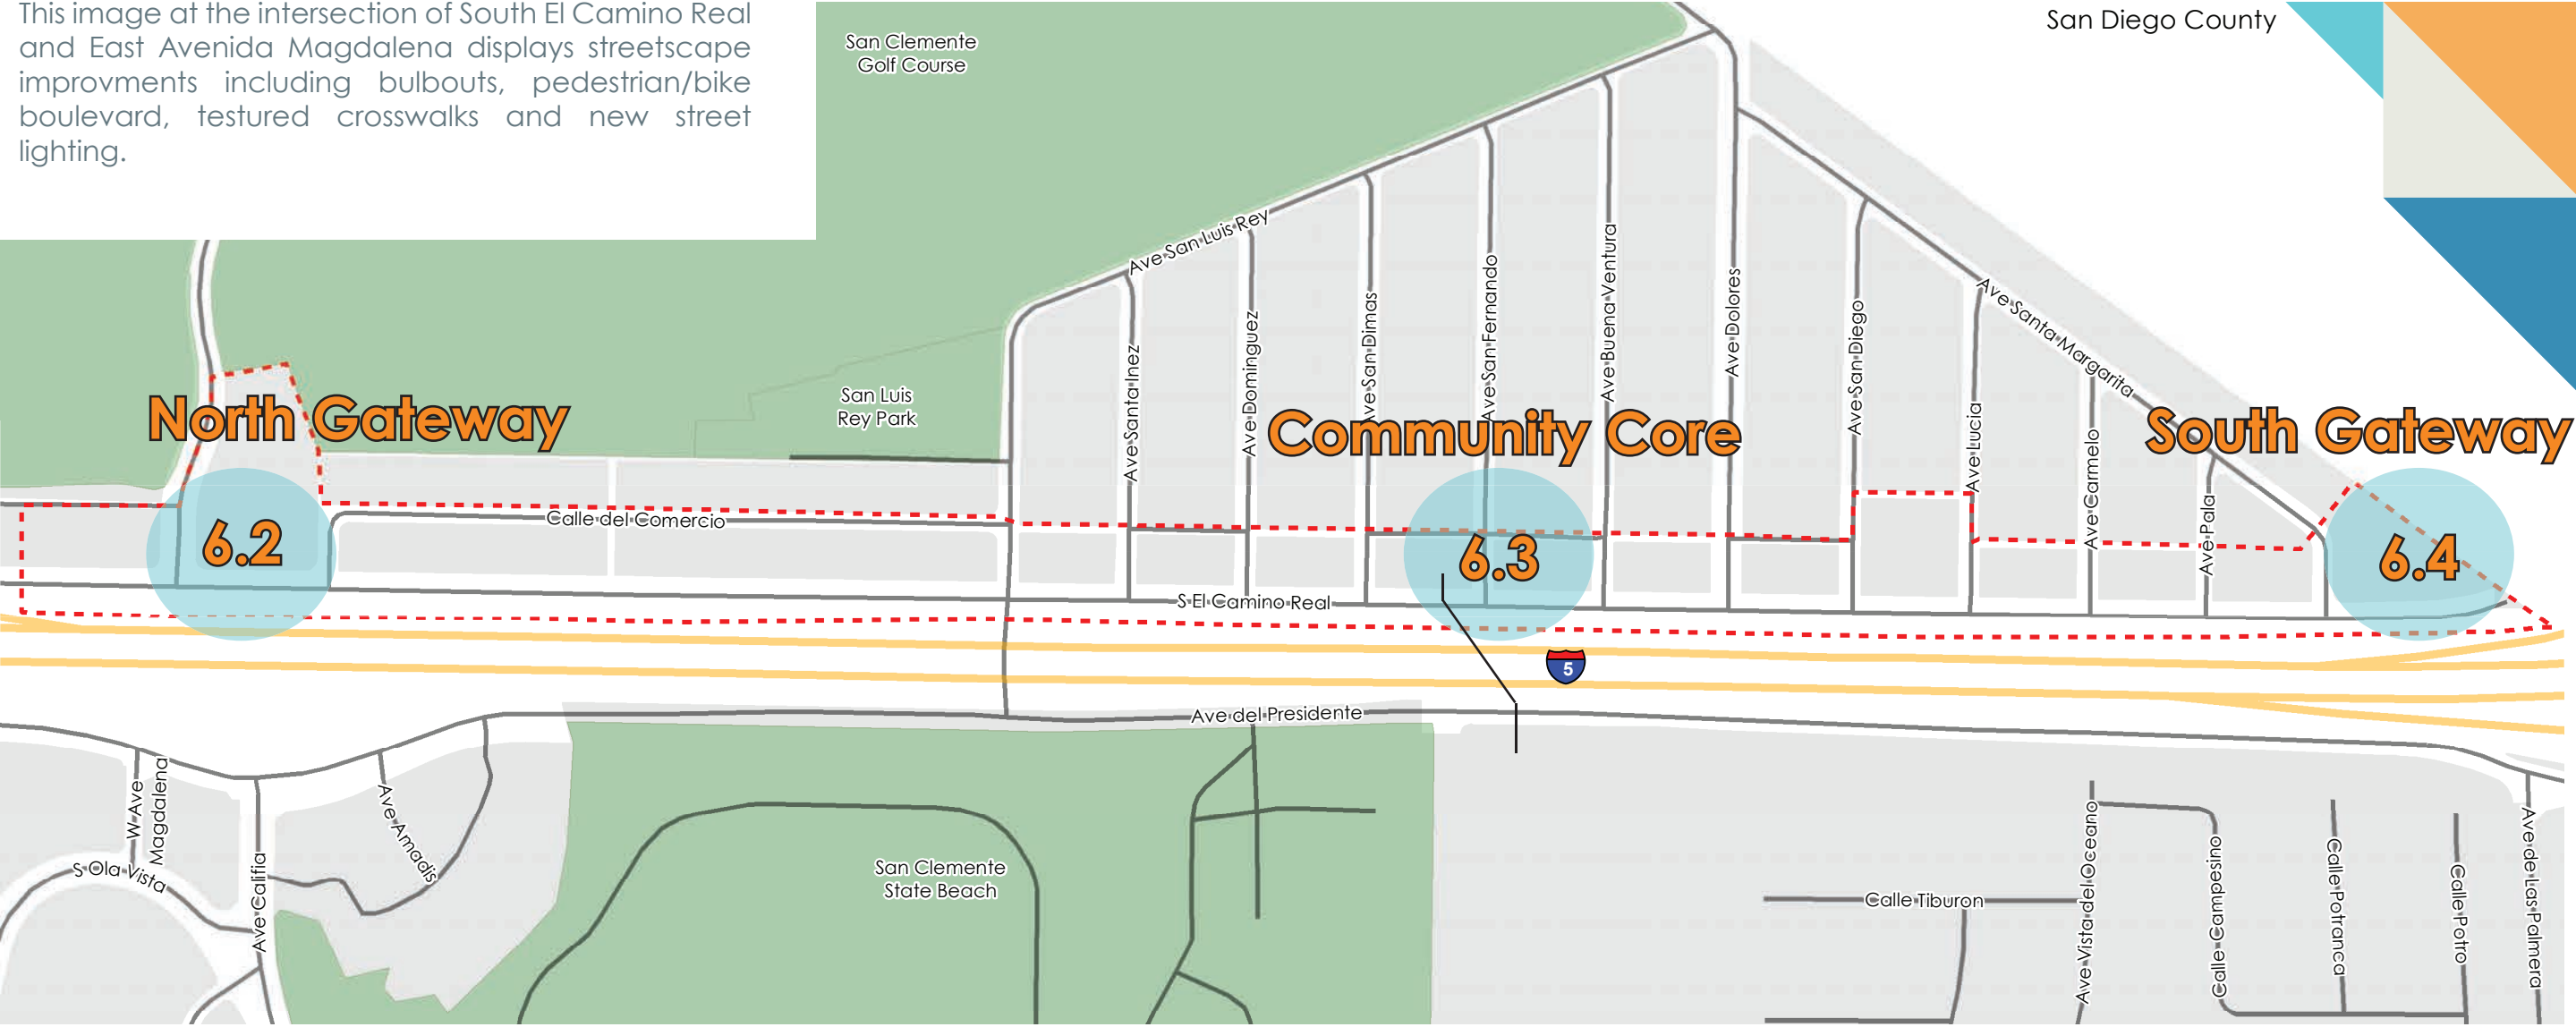 This image at the intersection of South El Camino Real
and East Avenida Magdalena displays streetscape
improvments including bulbouts, pedestrian/bike
boulevard, testured crosswalks and new street
lighting.
San Clemente
Golf Course
San Diego County
Ave San Luis Rey
San Luis
Rey Park
Ave Santa Inez
Ave Dominguez
Ave San Dimas
Ave San Fernando
Ave Buena Ventura
Ave Dolores
Ave San Diego
Ave Lucia
Ave Santa Margarita
Ave Carmelo
Ave Pala
North Gateway
Community Core
South Gateway
6.2
6.3
6.4
Calle del Comercio
S El Camino Real
5
Ave del Presidente
W Ave
Magdalena
S Ola Vista
Ave Califia
Ave Amadis
San Clemente
State Beach
Calle Tiburon
Ave Vista del Oceano
Calle Campesino
Calle Potranca
Calle Potro
Ave de Las Palmera